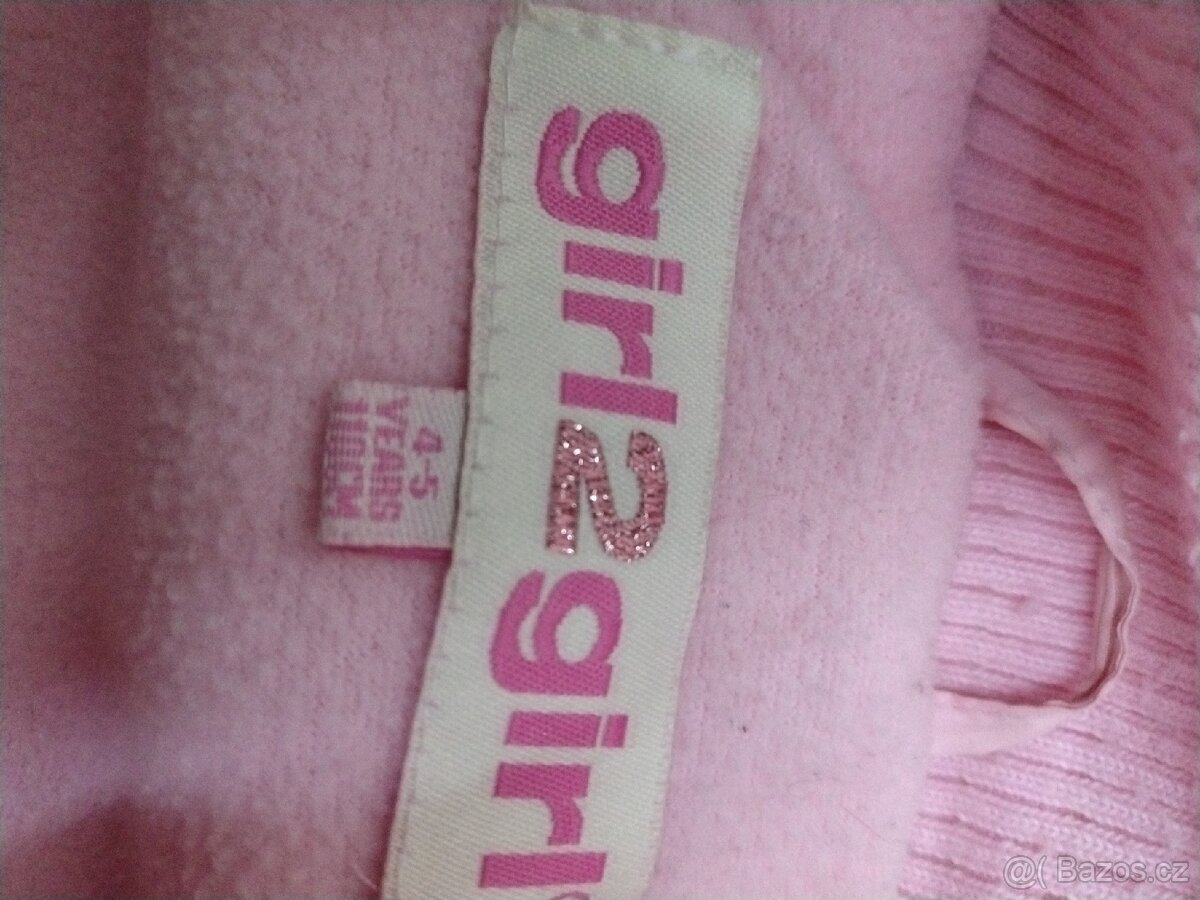 girl2girl
4-5
YEARS
110CM
@( Bazos.cz